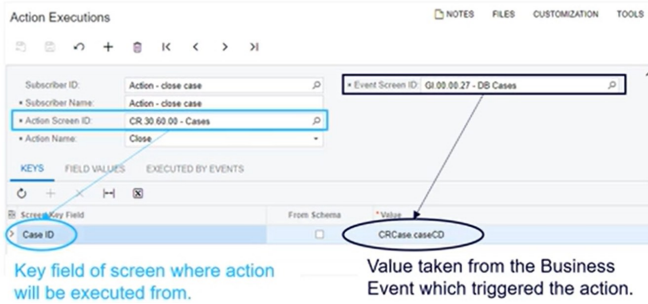 Action Executions
NOTES FILES CUSTOMIZATION TOOLS
Subscriber ID: Action - close case
• Event Screen ID: GI.00.00.27 - DB Cases
• Subscriber Name: Action - close case
• Action Screen ID: CR.30.60.00 - Cases
• Action Name: Close
KEYS FIELD VALUES EXECUTED BY EVENTS
Screen Key Field From Schema * Value
Case ID CRCase.caseCD
Key field of screen where action
will be executed from.
Value taken from the Business
Event which triggered the action.